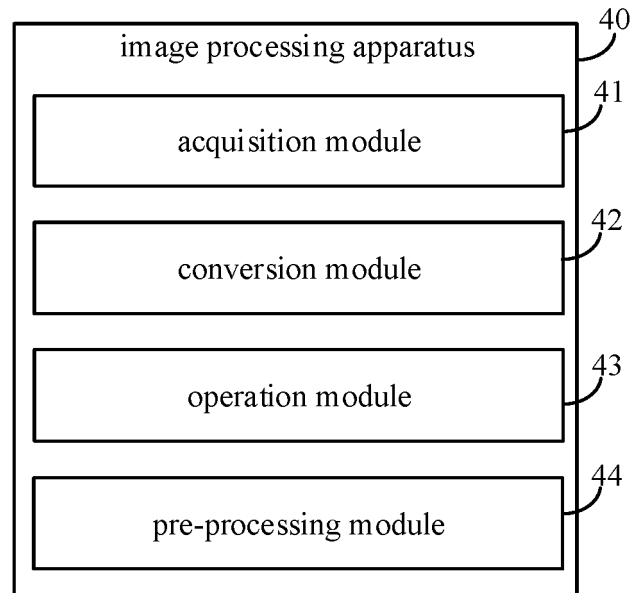 40
image processing apparatus
41
acquisition module
42
conversion module
43
operation module
44
pre-processing module